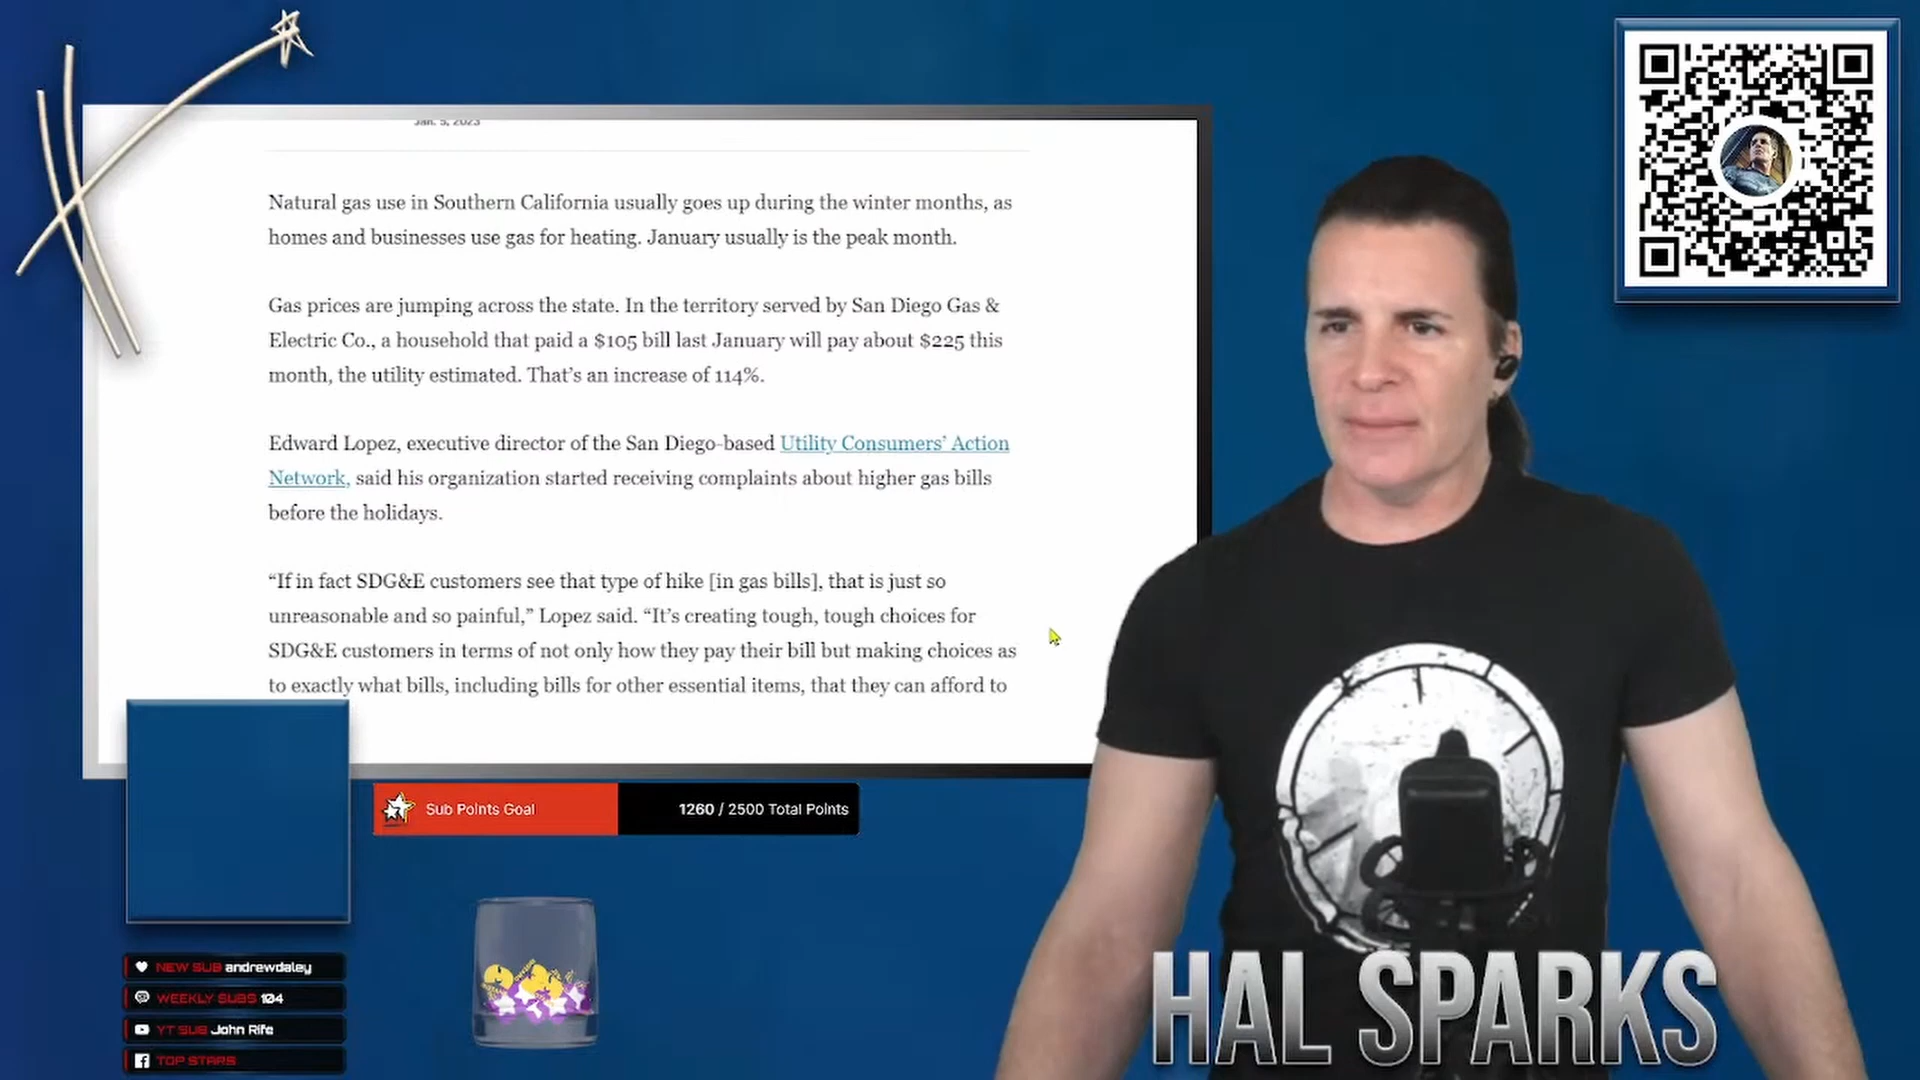 Jan. 5, 2023
Natural gas use in Southern California usually goes up during the winter months, as
homes and businesses use gas for heating. January usually is the peak month.
Gas prices are jumping across the state. In the territory served by San Diego Gas &
Electric Co., a household that paid a $105 bill last January will pay about $225 this
month, the utility estimated. That’s an increase of 114%.
Edward Lopez, executive director of the San Diego-based Utility Consumers’ Action
Network, said his organization started receiving complaints about higher gas bills
before the holidays.
“If in fact SDG&E customers see that type of hike [in gas bills], that is just so
unreasonable and so painful,” Lopez said. “It’s creating tough, tough choices for
SDG&E customers in terms of not only how they pay their bill but making choices as
to exactly what bills, including bills for other essential items, that they can afford to
Sub Points Goal 1260 / 2500 Total Points
NEW SUB andrewdaley
WEEKLY SUBS 104
YT SUB John Rife
TOP STARS
HAL SPARKS